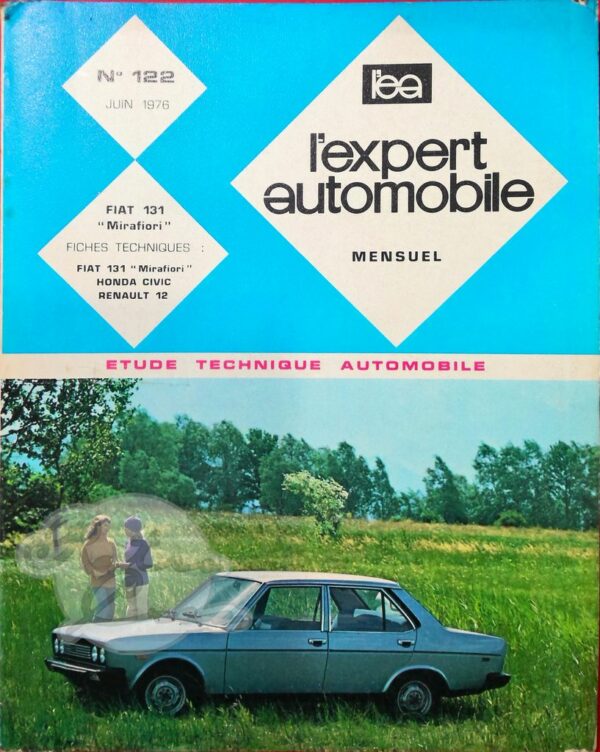 N° 122
JUIN 1976
l'ea
l'expert
automobile
MENSUEL
FIAT 131
"Mirafiori"
FICHES TECHNIQUES :
FIAT 131 "Mirafiori"
HONDA CIVIC
RENAULT 12
ETUDE TECHNIQUE AUTOMOBILE